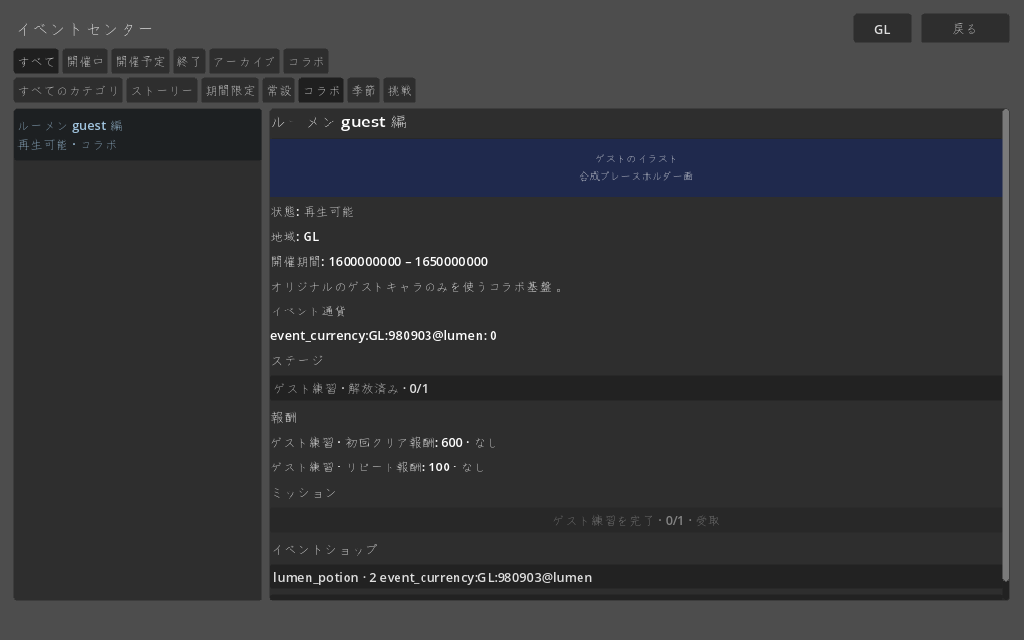 イベントセンター
GL
戻る
すべて 開催中 開催予定 終了 アーカイブ コラボ
すべてのカテゴリ ストーリー 期間限定 常設 コラボ 季節 挑戦
ルーメン guest 編
再生可能・コラボ
ルーメン guest 編
ゲストのイラスト
合成プレースホルダー画
状態: 再生可能
地域: GL
開催期間: 1600000000 – 1650000000
オリジナルのゲストキャラのみを使うコラボ基盤。
イベント通貨
event_currency:GL:980903@lumen: 0
ステージ
ゲスト練習 · 解放済み · 0/1
報酬
ゲスト練習 · 初回クリア報酬: 600 · なし
ゲスト練習 · リピート報酬: 100 · なし
ミッション
ゲスト練習を完了 · 0/1 · 受取
イベントショップ
lumen_potion · 2 event_currency:GL:980903@lumen